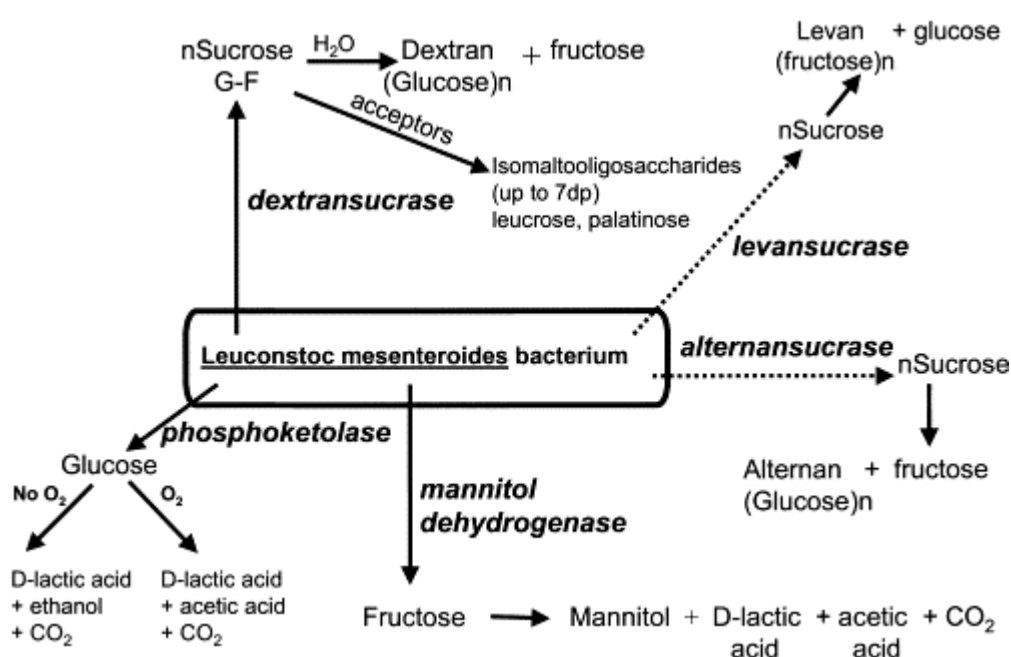 nSucrose
G-F
H₂O
Dextran + fructose
(Glucose)n
acceptors
Isomaltooligosaccharides
(up to 7dp)
leucrose, palatinose
dextransucrase
Levan + glucose
(fructose)n
nSucrose
levansucrase
Leuconstoc mesenteroides bacterium
alternansucrase
nSucrose
Alternan + fructose
(Glucose)n
phosphoketolase
Glucose
No O₂
O₂
D-lactic acid
+ ethanol
+ CO₂
D-lactic acid
+ acetic acid
+ CO₂
mannitol
dehydrogenase
Fructose
Mannitol + D-lactic + acetic + CO₂
acid acid